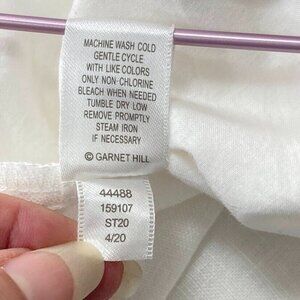 MACHINE WASH COLD
GENTLE CYCLE
WITH LIKE COLORS
ONLY NON-CHLORINE
BLEACH WHEN NEEDED
TUMBLE DRY LOW
REMOVE PROMPTLY
STEAM IRON
IF NECESSARY
© GARNET HILL
44488
159107
ST20
4/20